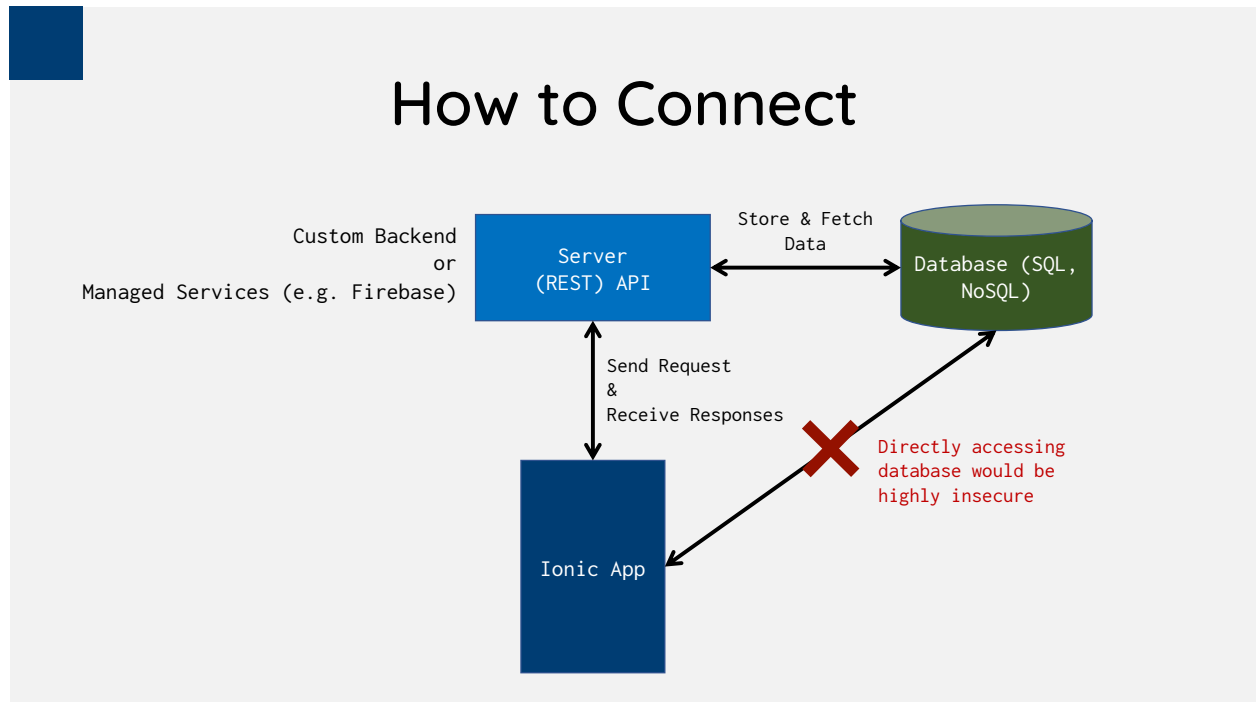 How to Connect
Custom Backend
or
Managed Services (e.g. Firebase)
Server
(REST) API
Store & Fetch
Data
Database (SQL,
NoSQL)
Send Request
&
Receive Responses
Directly accessing
database would be
highly insecure
Ionic App